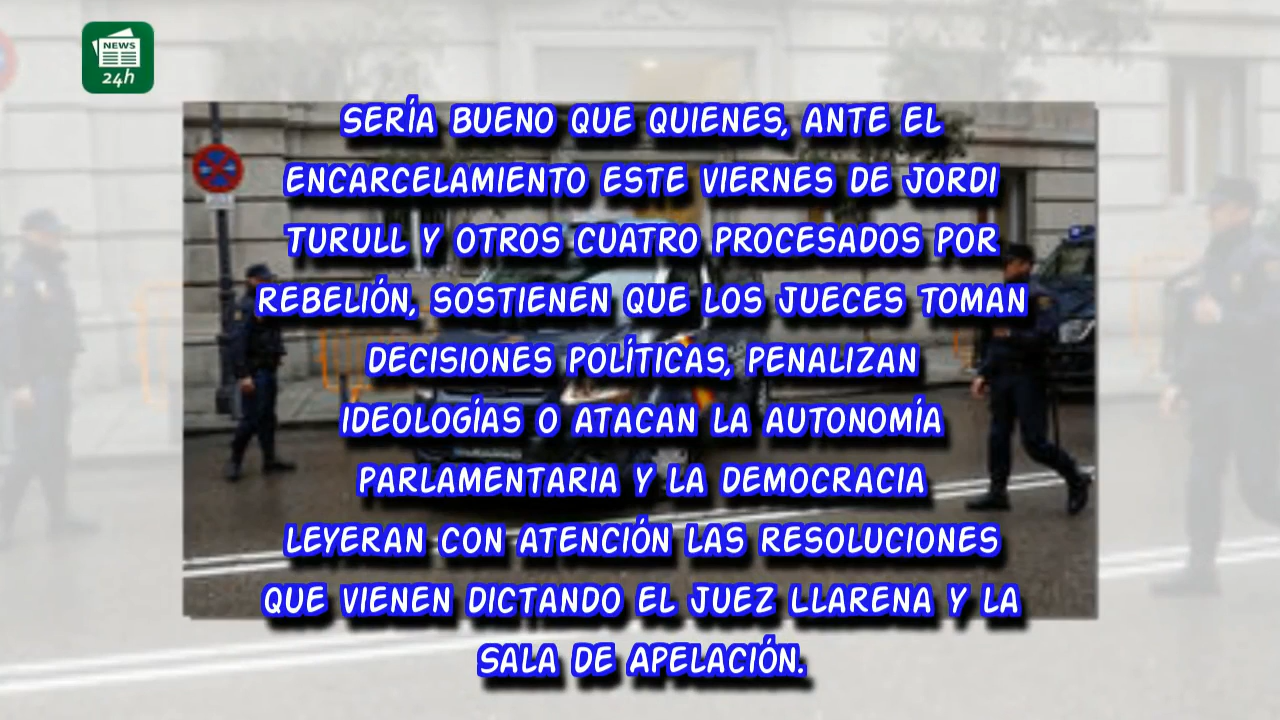 NEWS
24h
SERÍA BUENO QUE QUIENES, ANTE EL
ENCARCELAMIENTO ESTE VIERNES DE JORDI
TURULL Y OTROS CUATRO PROCESADOS POR
REBELIÓN, SOSTIENEN QUE LOS JUECES TOMAN
DECISIONES POLÍTICAS, PENALIZAN
IDEOLOGÍAS O ATACAN LA AUTONOMÍA
PARLAMENTARIA Y LA DEMOCRACIA
LEYERAN CON ATENCIÓN LAS RESOLUCIONES
QUE VIENEN DICTANDO EL JUEZ LLARENA Y LA
SALA DE APELACIÓN.